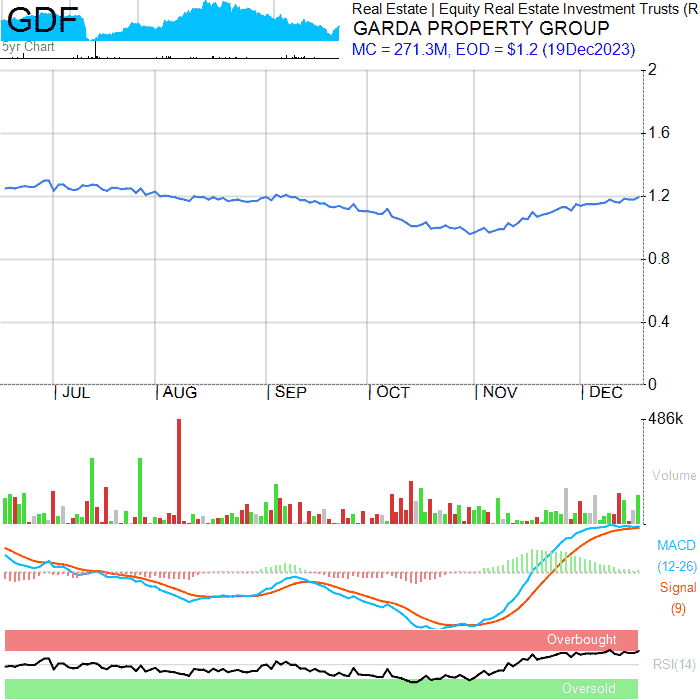 GDF
5yr Chart
Real Estate | Equity Real Estate Investment Trusts (R
GARDA PROPERTY GROUP
MC = 271.3M, EOD = $1.2 (19Dec2023)
2
1.6
1.2
0.8
0.4
0
JUL AUG SEP OCT NOV DEC
486k
Volume
MACD
(12-26)
Signal
(9)
Overbought
RSI(14)
Oversold